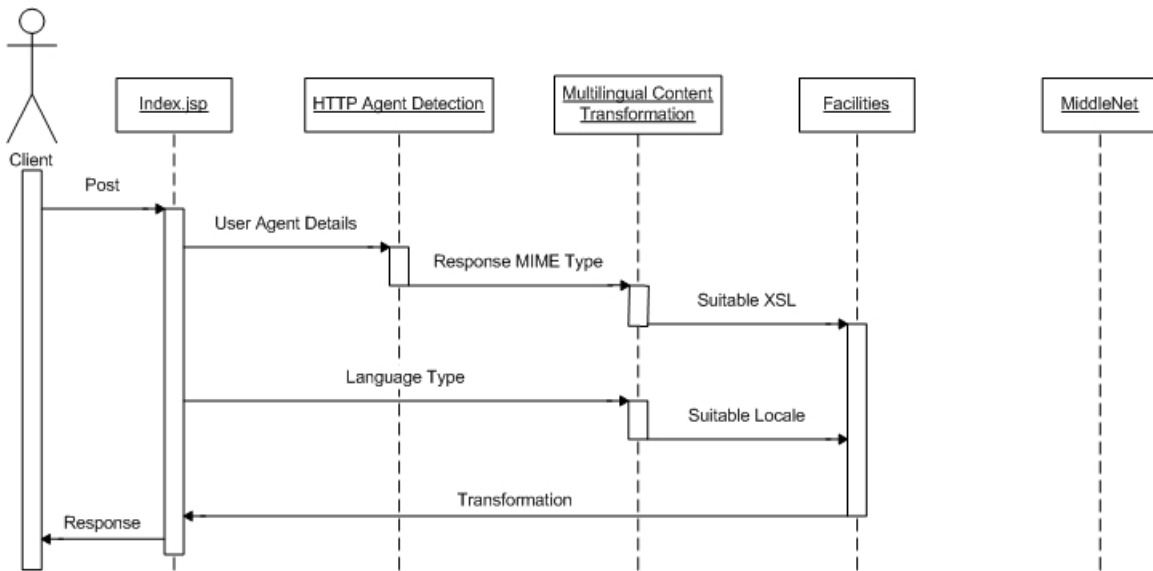 Client
Index.jsp
HTTP Agent Detection
Multilingual Content
Transformation
Facilities
MiddleNet
Post
User Agent Details
Response MIME Type
Suitable XSL
Language Type
Suitable Locale
Transformation
Response